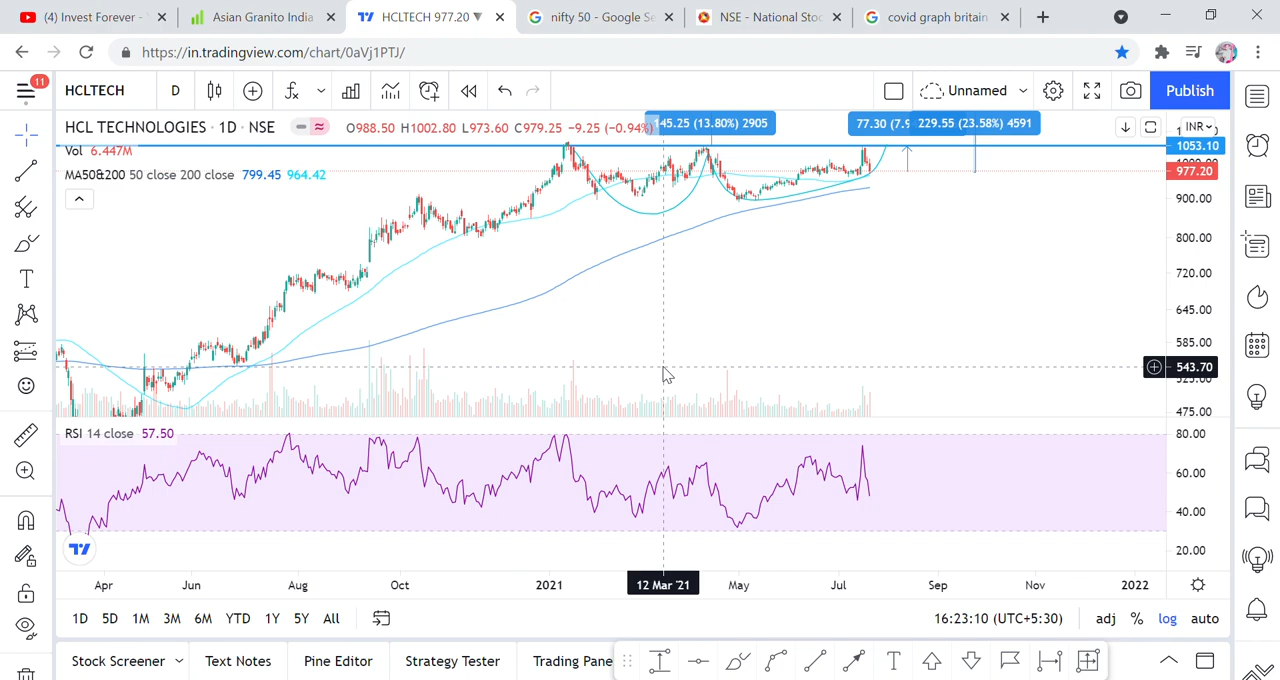 (4) Invest Forever -
Asian Granito India
HCLTECH 977.20 ▼
nifty 50 - Google Se
NSE - National Stoc
covid graph britain
https://in.tradingview.com/chart/0aVj1PTJ/
11
HCLTECH
D
Unnamed
Publish
HCL TECHNOLOGIES · 1D · NSE
O988.50 H1002.80 L973.60 C979.25 −9.25 (−0.94%)
145.25 (13.80%) 2905
77.30 (7.9
229.55 (23.58%) 4591
INR
Vol 6.447M
MA50&200 50 close 200 close 799.45 964.42
1053.10
977.20
900.00
800.00
720.00
645.00
585.00
543.70
475.00
RSI 14 close 57.50
80.00
60.00
40.00
20.00
Apr Jun Aug Oct 2021 12 Mar '21 May Jul Sep Nov 2022
1D 5D 1M 3M 6M YTD 1Y 5Y All
16:23:10 (UTC+5:30) adj % log auto
Stock Screener Text Notes Pine Editor Strategy Tester Trading Pane